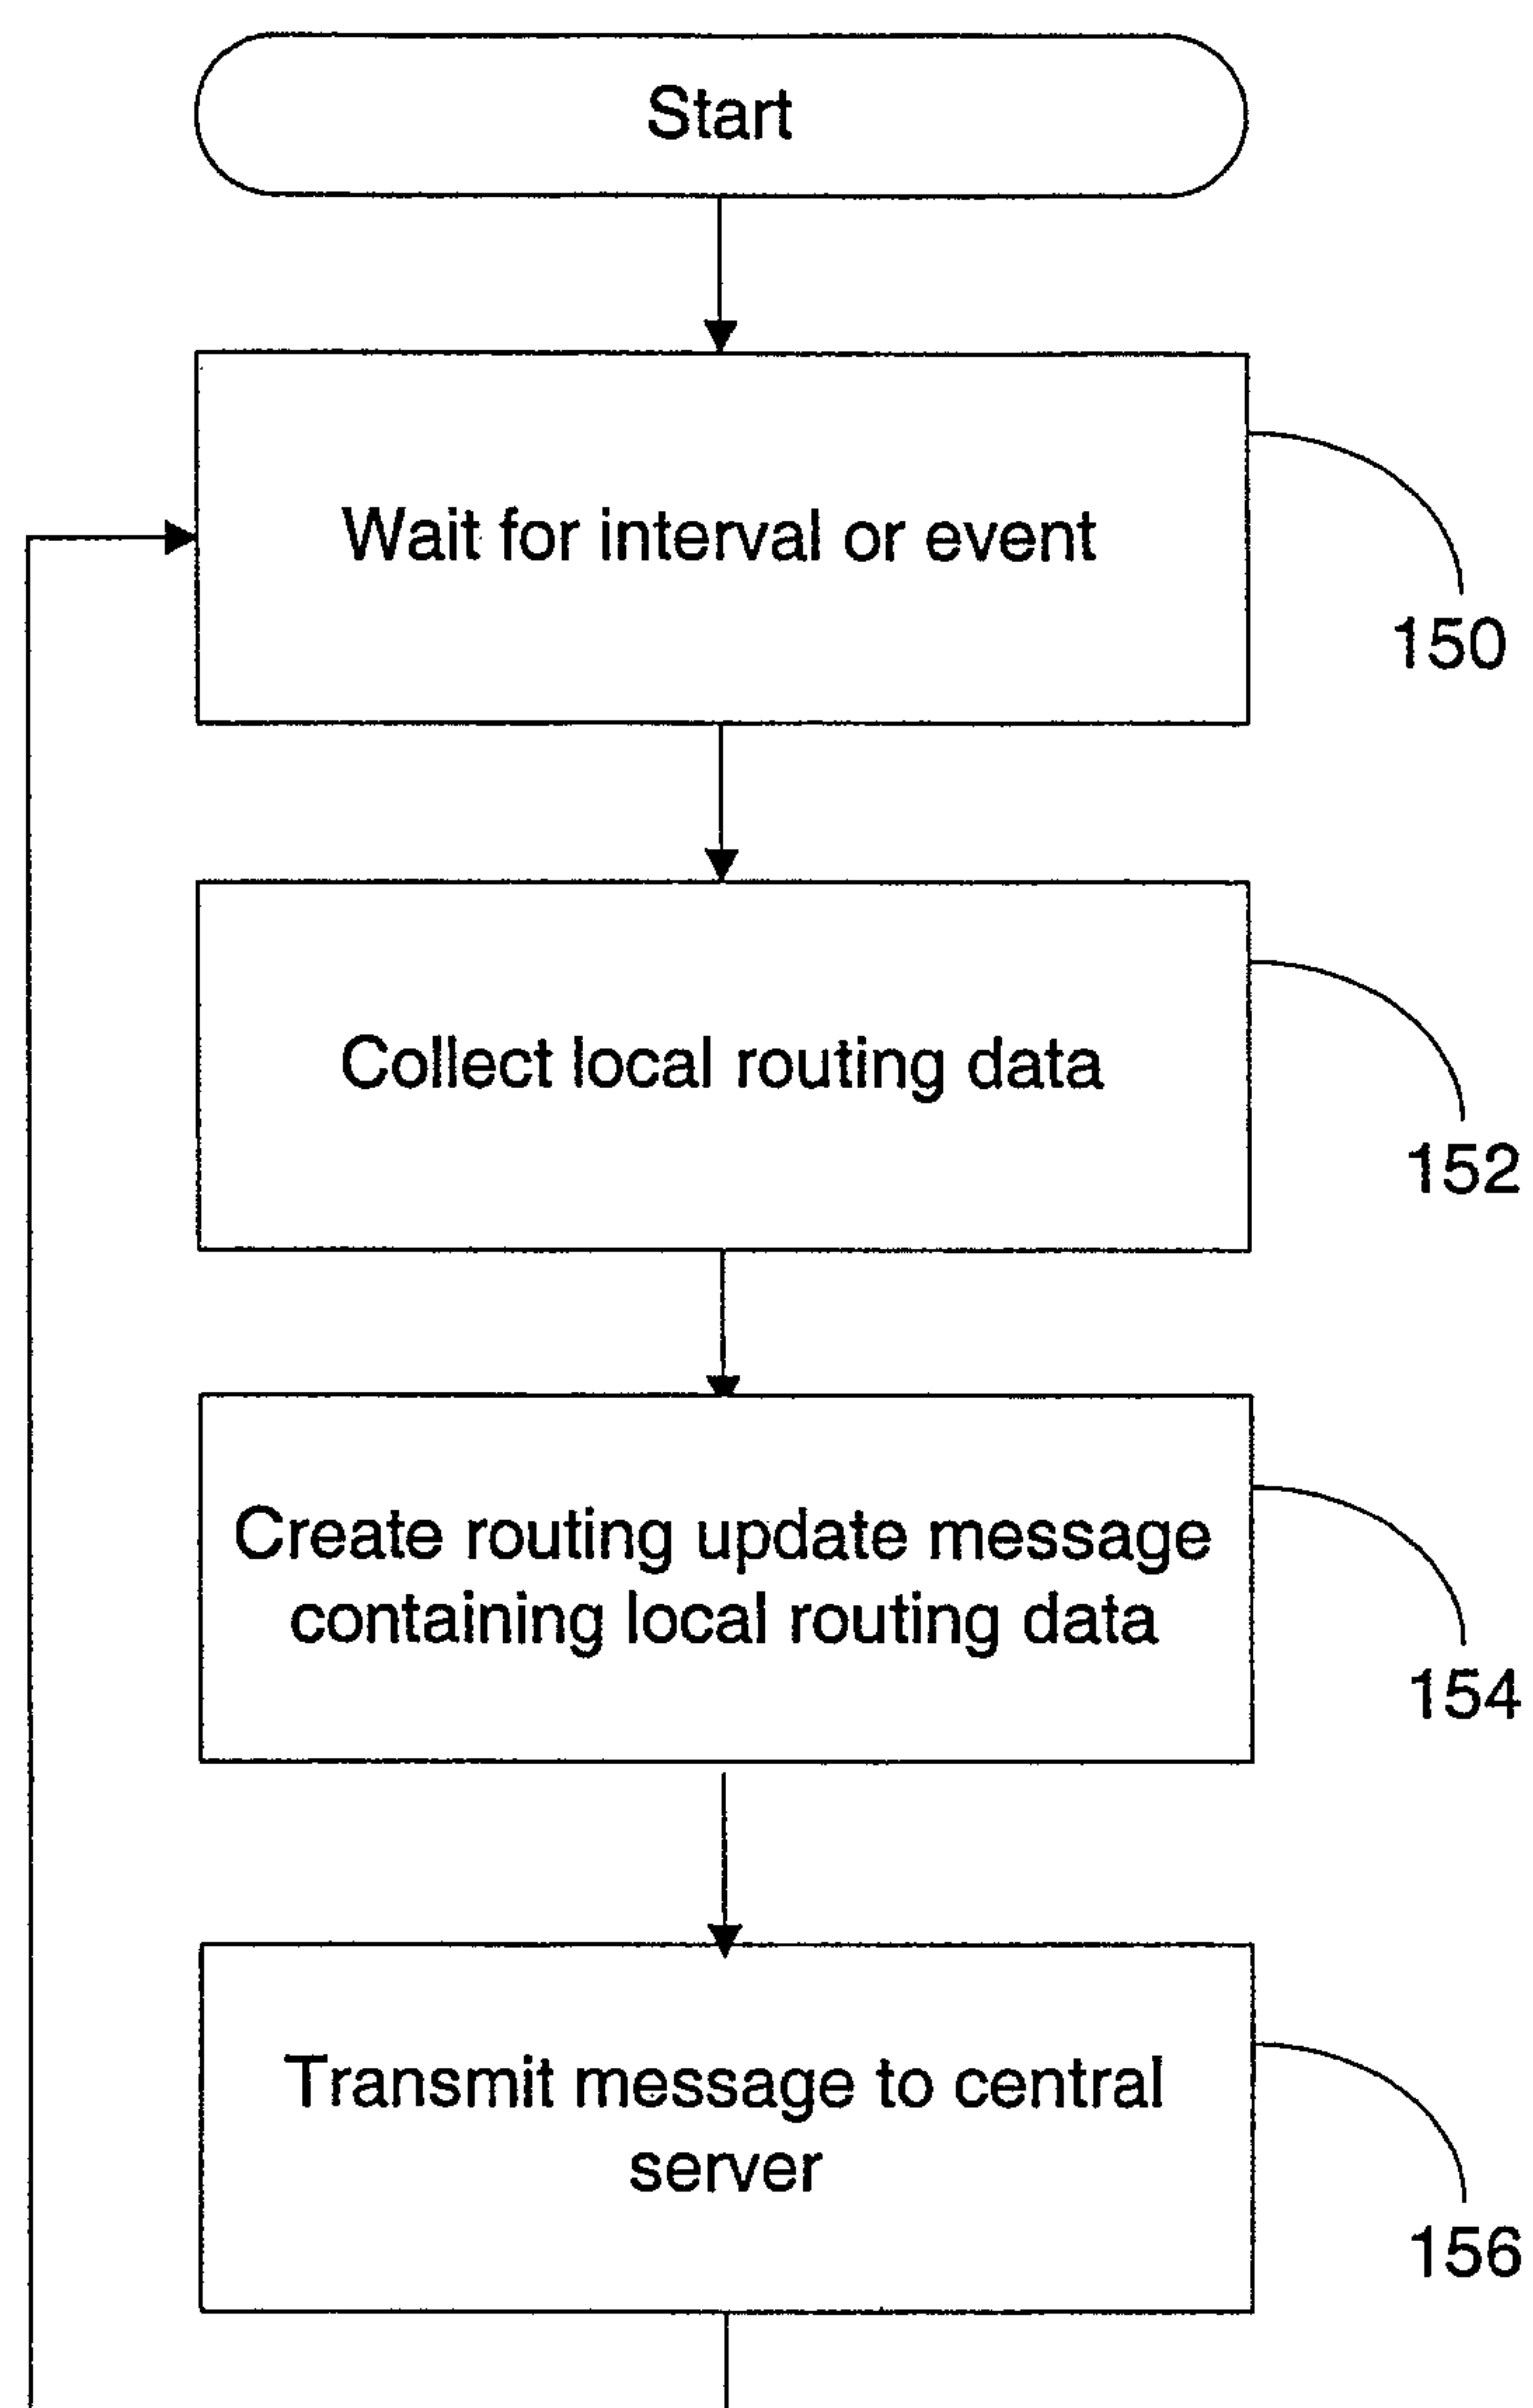 Start
Wait for interval or event
150
Collect local routing data
152
Create routing update message
containing local routing data
154
Transmit message to central
server
156